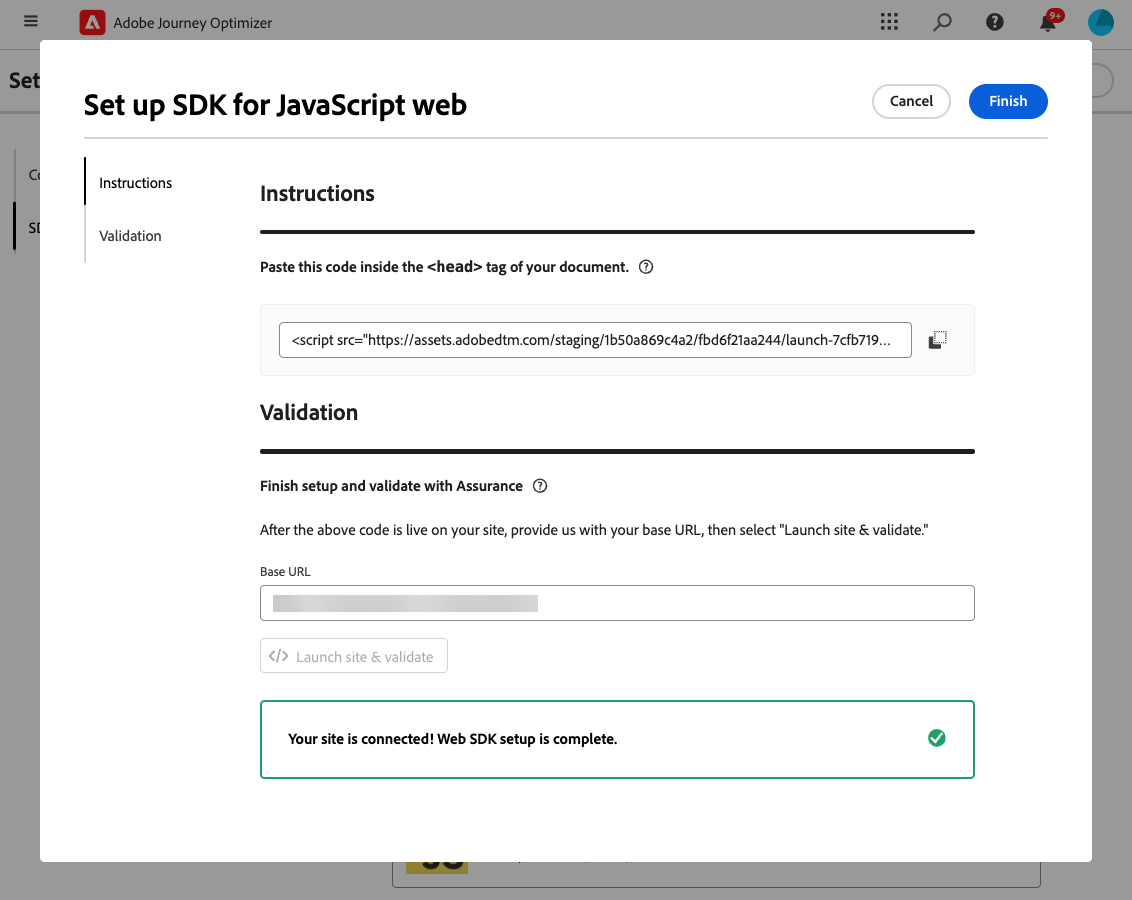 Adobe Journey Optimizer
9+
Set
Set up SDK for JavaScript web
Cancel
Finish
Instructions
Validation
Instructions
Paste this code inside the <head> tag of your document.
<script src="https://assets.adobedtm.com/staging/1b50a869c4a2/fbd6f21aa244/launch-7cfb719...
Validation
Finish setup and validate with Assurance
After the above code is live on your site, provide us with your base URL, then select "Launch site & validate."
Base URL
</> Launch site & validate
Your site is connected! Web SDK setup is complete.